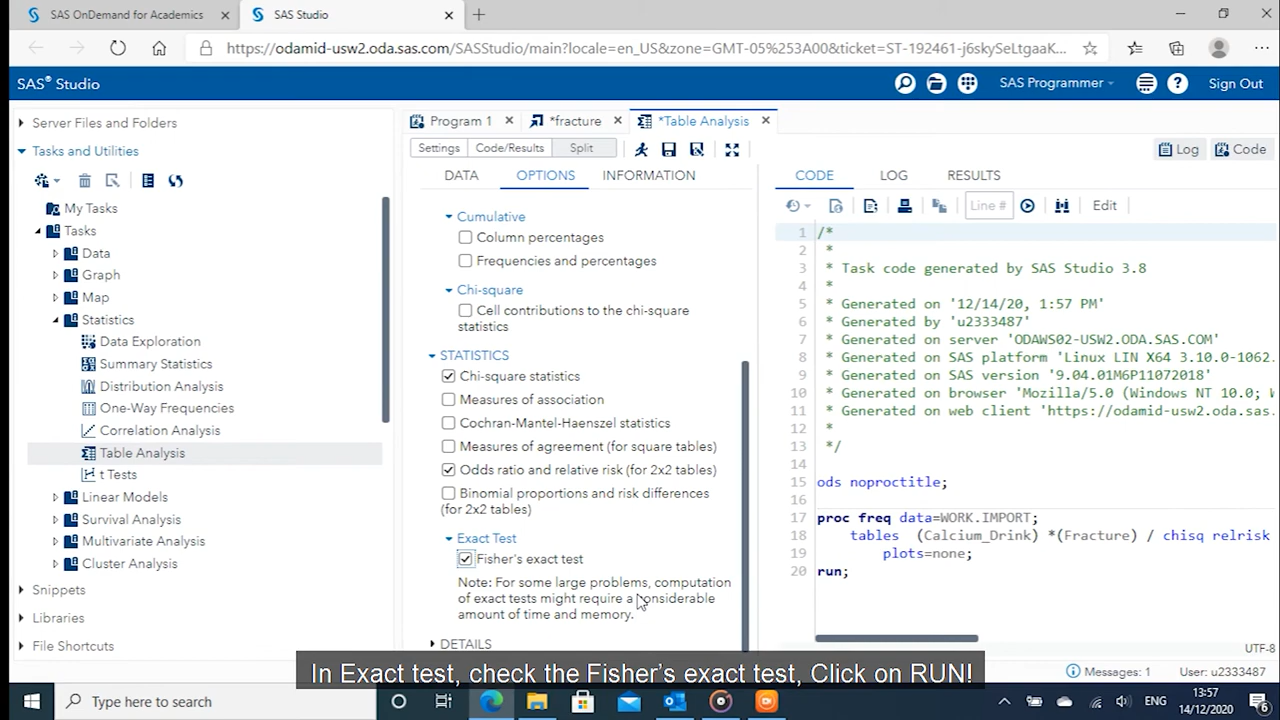 SAS OnDemand for Academics
SAS Studio
https://odamid-usw2.oda.sas.com/SASStudio/main?locale=en_US&zone=GMT-05%253A00&ticket=ST-192461-j6skySeLtgaaK...
SAS® Studio
SAS Programmer
Sign Out
Server Files and Folders
Tasks and Utilities
My Tasks
Tasks
Data
Graph
Map
Statistics
Data Exploration
Summary Statistics
Distribution Analysis
One-Way Frequencies
Correlation Analysis
Table Analysis
t Tests
Linear Models
Survival Analysis
Multivariate Analysis
Cluster Analysis
Snippets
Libraries
File Shortcuts
Program 1
*fracture
*Table Analysis
Settings
Code/Results
Split
Log
Code
DATA
OPTIONS
INFORMATION
Cumulative
Column percentages
Frequencies and percentages
Chi-square
Cell contributions to the chi-square
statistics
STATISTICS
Chi-square statistics
Measures of association
Cochran-Mantel-Haenszel statistics
Measures of agreement (for square tables)
Odds ratio and relative risk (for 2x2 tables)
Binomial proportions and risk differences
(for 2x2 tables)
Exact Test
Fisher's exact test
Note: For some large problems, computation
of exact tests might require a considerable
amount of time and memory.
DETAILS
CODE
LOG
RESULTS
Line #
Edit
1 /*
2 *
3 * Task code generated by SAS Studio 3.8
4 *
5 * Generated on '12/14/20, 1:57 PM'
6 * Generated by 'u2333487'
7 * Generated on server 'ODAWS02-USW2.ODA.SAS.COM'
8 * Generated on SAS platform 'Linux LIN X64 3.10.0-1062.
9 * Generated on SAS version '9.04.01M6P11072018'
10 * Generated on browser 'Mozilla/5.0 (Windows NT 10.0; W
11 * Generated on web client 'https://odamid-usw2.oda.sas.
12 *
13 */
14
15 ods noproctitle;
16
17 proc freq data=WORK.IMPORT;
18 tables (Calcium_Drink) *(Fracture) / chisq relrisk
19 plots=none;
20 run;
UTF-8
Messages: 1
User: u2333487
In Exact test, check the Fisher's exact test, Click on RUN!
Type here to search
ENG
13:57
14/12/2020
6